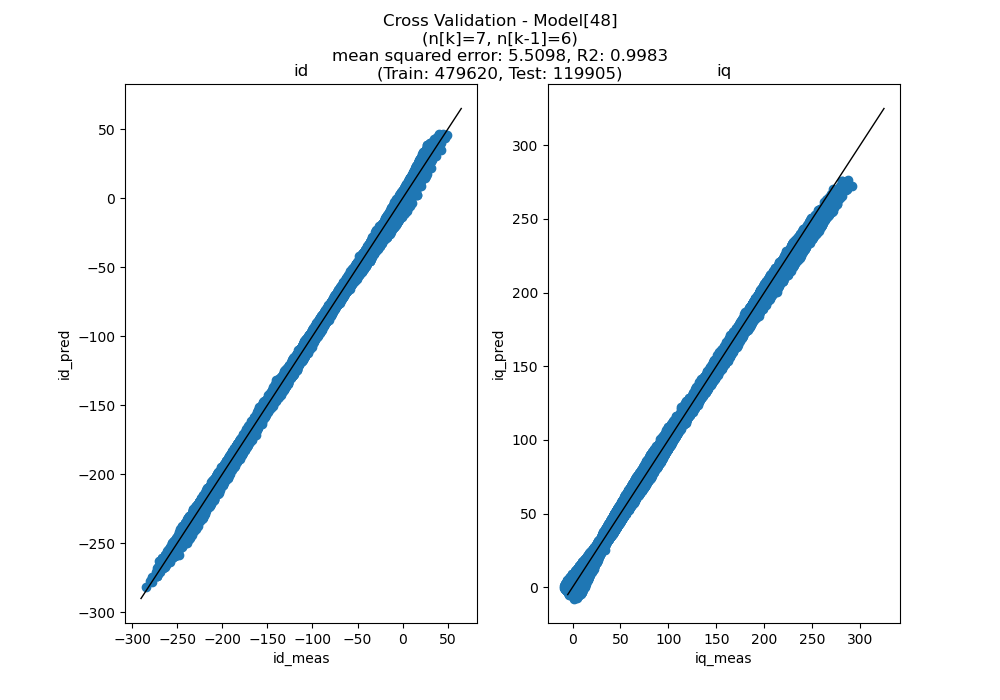 Cross Validation - Model[48]
(n[k]=7, n[k-1]=6)
mean squared error: 5.5098, R2: 0.9983
(Train: 479620, Test: 119905)
id
iq
50
0
−50
−100
−150
−200
−250
−300
id_pred
−300 −250 −200 −150 −100 −50 0 50
id_meas
300
250
200
150
100
50
0
iq_pred
0 50 100 150 200 250 300
iq_meas